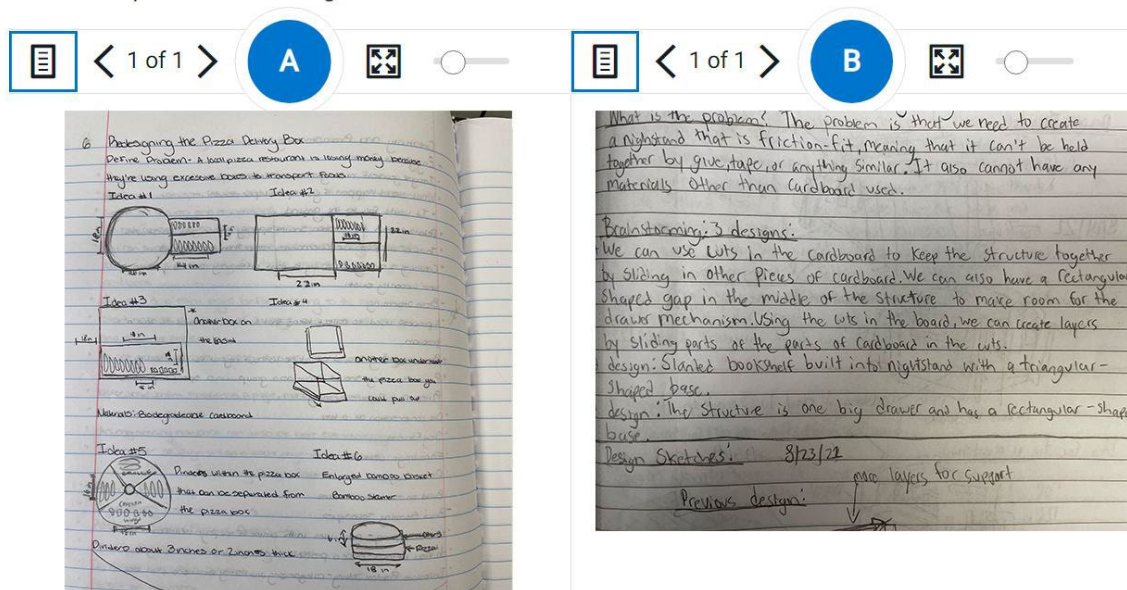 1 of 1
A
6 Redesigning the Pizza Delivery Box
Define Problem- A local pizza restaurant is losing money because
they're using excessive boxes to transport foods
Idea #1
Idea #2
18in
14in
22in
22in
Idea #3
Idea #4
Another box on
the
another box underneath
the pizza box you
could pull out
Materials: Biodegradable cardboard
Idea #5
Idea #6
Dividers within the pizza box
that can be separated from
the pizza box
Enlarged bamboo basket
Bamboo steamer
Pizza
18 in
Dividers about 3 inches or 2 inches thick
1 of 1
B
What is the problem? The problem is that we need to create
a nighstand that is friction-fit, meaning that it can't be held
together by glue, tape, or anything similar. It also cannot have any
materials other than cardboard used.
Brainstorming: 3 designs:
We can use cuts in the cardboard to keep the structure together
by sliding in other pieces of cardboard. We can also have a rectangular
shaped gap in the middle of the structure to make room for the
drawer mechanism. Using the cuts in the board, we can create layers
by sliding parts of the parts of cardboard in the cuts.
design: Slanted bookshelf built into nightstand with a triangular-
shaped base.
design: The structure is one big drawer and has a rectangular-shape
base.
Design Sketches: 8/23/22
more layers for support
Previous design: